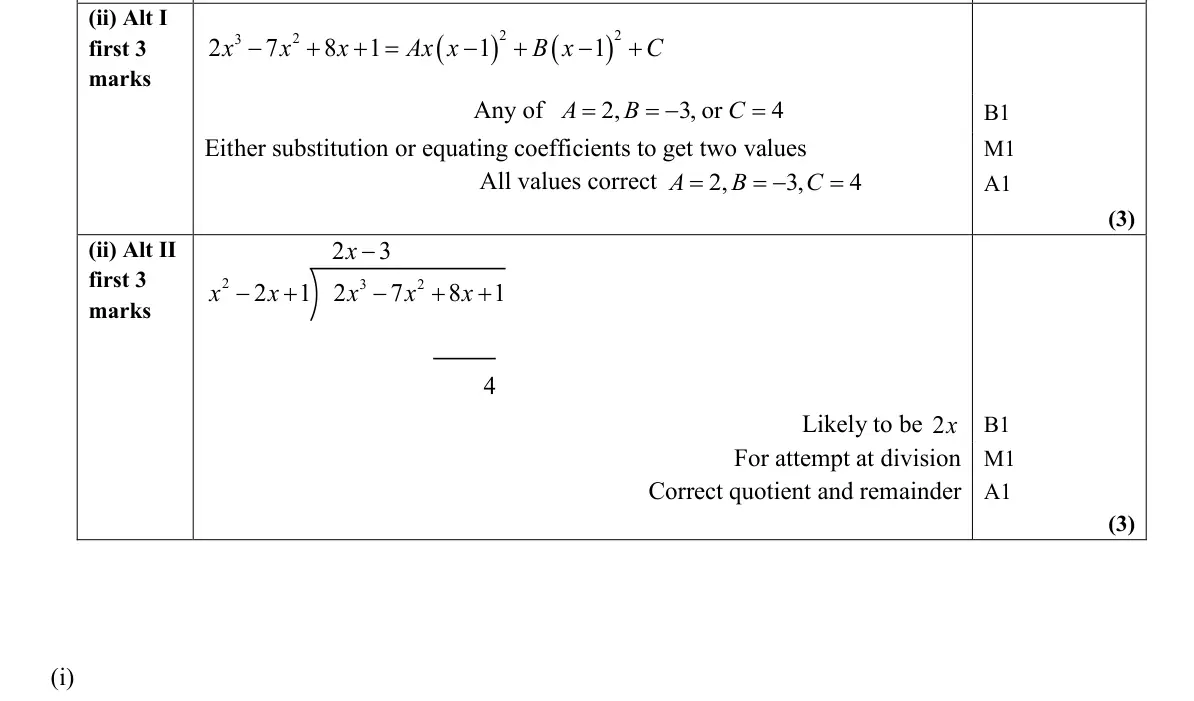 (ii) Alt I
first 3
marks
2x³ − 7x² + 8x + 1 = Ax(x − 1)² + B(x − 1)² + C
Any of A = 2, B = −3, or C = 4 B1
Either substitution or equating coefficients to get two values M1
All values correct A = 2, B = −3, C = 4 A1
(3)
(ii) Alt II
first 3
marks
2x − 3
x² − 2x + 1) 2x³ − 7x² + 8x + 1
4
Likely to be 2x B1
For attempt at division M1
Correct quotient and remainder A1
(3)
(i)